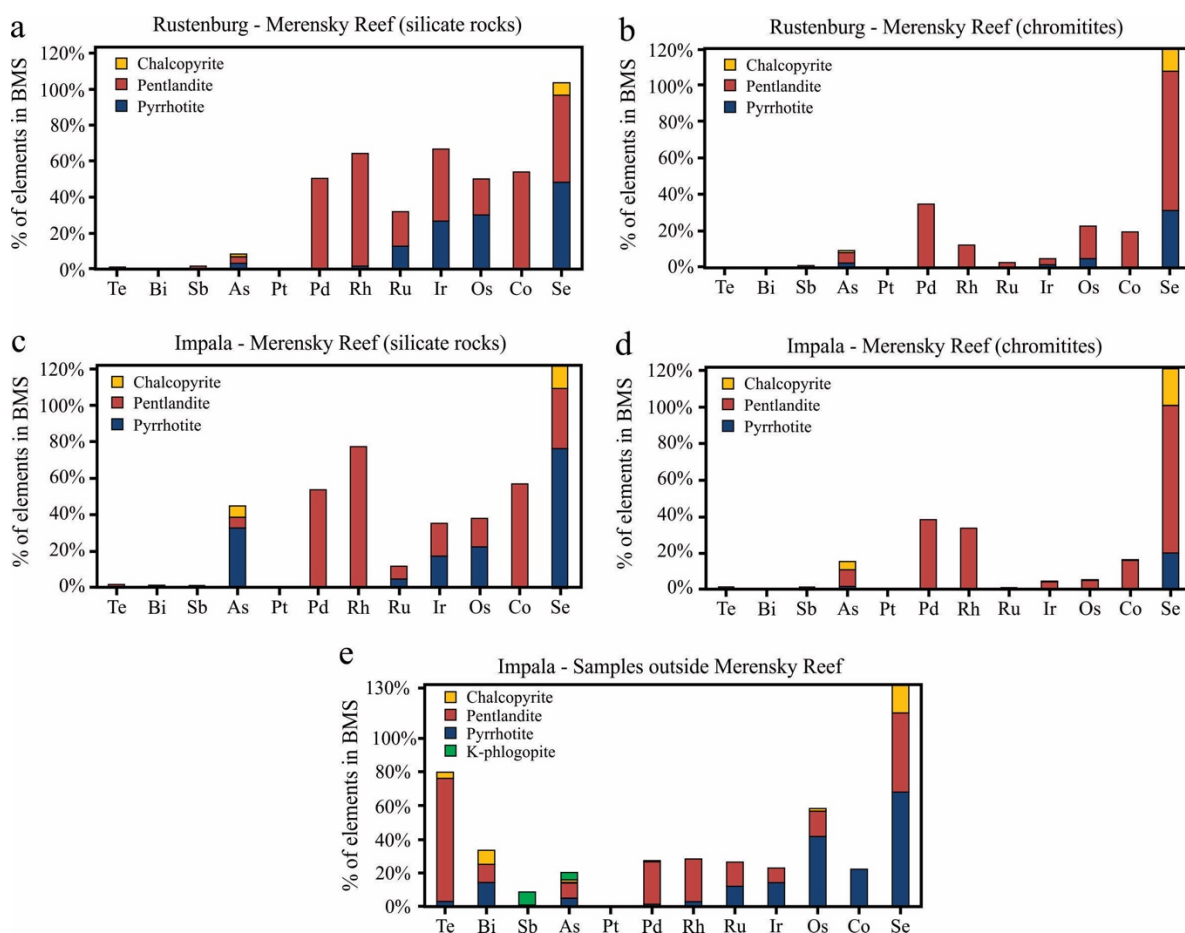 a
Rustenburg - Merensky Reef (silicate rocks)
120%
100%
80%
60%
40%
20%
0%
% of elements in BMS
Chalcopyrite
Pentlandite
Pyrrhotite
Te Bi Sb As Pt Pd Rh Ru Ir Os Co Se
b
Rustenburg - Merensky Reef (chromitites)
120%
100%
80%
60%
40%
20%
0%
% of elements in BMS
Chalcopyrite
Pentlandite
Pyrrhotite
Te Bi Sb As Pt Pd Rh Ru Ir Os Co Se
c
Impala - Merensky Reef (silicate rocks)
120%
100%
80%
60%
40%
20%
0%
% of elements in BMS
Chalcopyrite
Pentlandite
Pyrrhotite
Te Bi Sb As Pt Pd Rh Ru Ir Os Co Se
d
Impala - Merensky Reef (chromitites)
120%
100%
80%
60%
40%
20%
0%
% of elements in BMS
Chalcopyrite
Pentlandite
Pyrrhotite
Te Bi Sb As Pt Pd Rh Ru Ir Os Co Se
e
Impala - Samples outside Merensky Reef
130%
100%
80%
60%
40%
20%
0%
% of elements in BMS
Chalcopyrite
Pentlandite
Pyrrhotite
K-phlogopite
Te Bi Sb As Pt Pd Rh Ru Ir Os Co Se